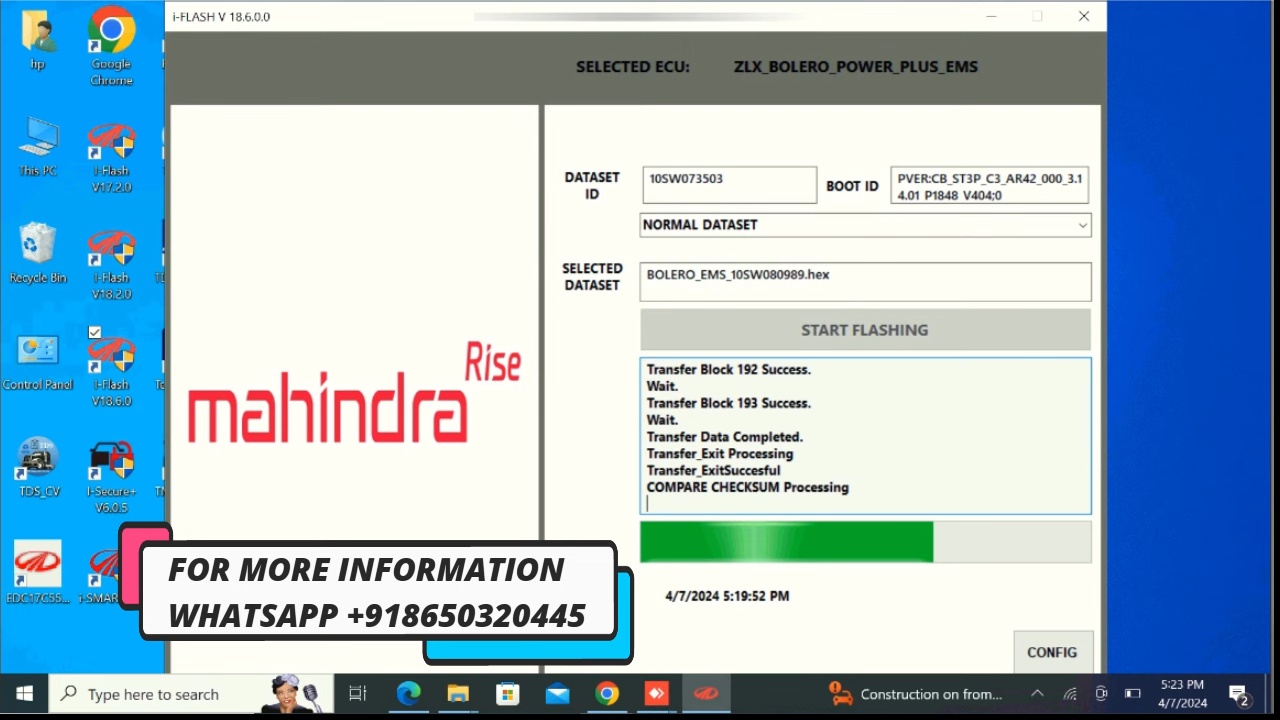 i-FLASH V 18.6.0.0
SELECTED ECU: ZLX_BOLERO_POWER_PLUS_EMS
hp
Google
Chrome
This PC
I-Flash
V17.2.0
Recycle Bin
I-Flash
V18.2.0
Control Panel
I-Flash
V18.6.0
TDS_CV
I-Secure+
V6.0.5
EDC17C55...
mahindra
Rise
DATASET
ID
10SW073503
BOOT ID
PVER:CB_ST3P_C3_AR42_000_3.1
4.01 P1848 V404;0
NORMAL DATASET
SELECTED
DATASET
BOLERO_EMS_10SW080989.hex
START FLASHING
Transfer Block 192 Success.
Wait.
Transfer Block 193 Success.
Wait.
Transfer Data Completed.
Transfer_Exit Processing
Transfer_ExitSuccesful
COMPARE CHECKSUM Processing
4/7/2024 5:19:52 PM
CONFIG
FOR MORE INFORMATION
WHATSAPP +918650320445
Type here to search
Construction on from...
5:23 PM
4/7/2024
2